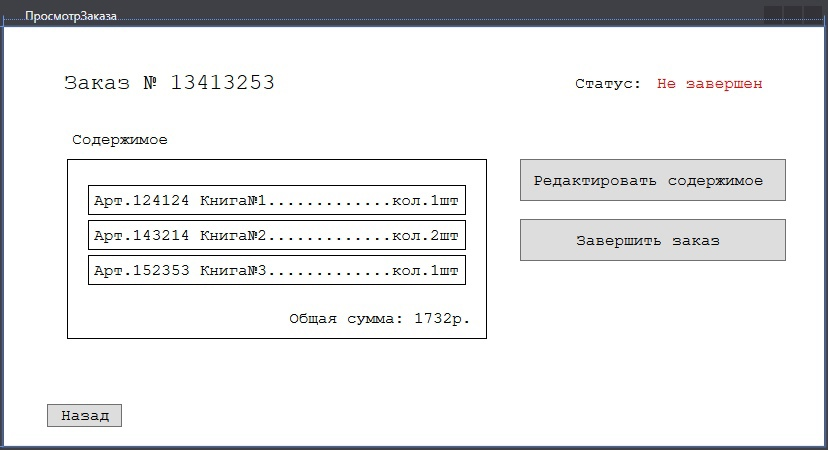 ПросмотрЗаказа
Заказ № 13413253
Статус: Не завершен
Содержимое
Арт.124124 Книга№1.............кол.1шт
Арт.143214 Книга№2.............кол.2шт
Арт.152353 Книга№3.............кол.1шт
Общая сумма: 1732р.
Редактировать содержимое
Завершить заказ
Назад